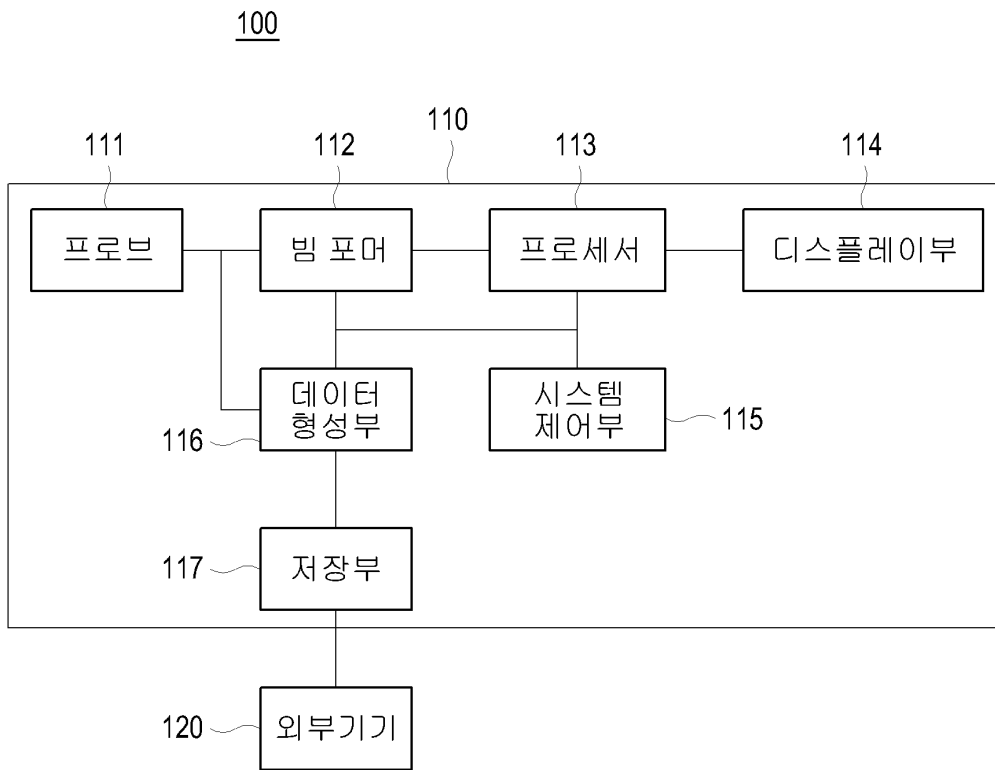 100
110
111
112
113
114
프로브
빔 포머
프로세서
디스플레이부
데이터
형성부
116
시스템
제어부
115
117
저장부
120
외부기기